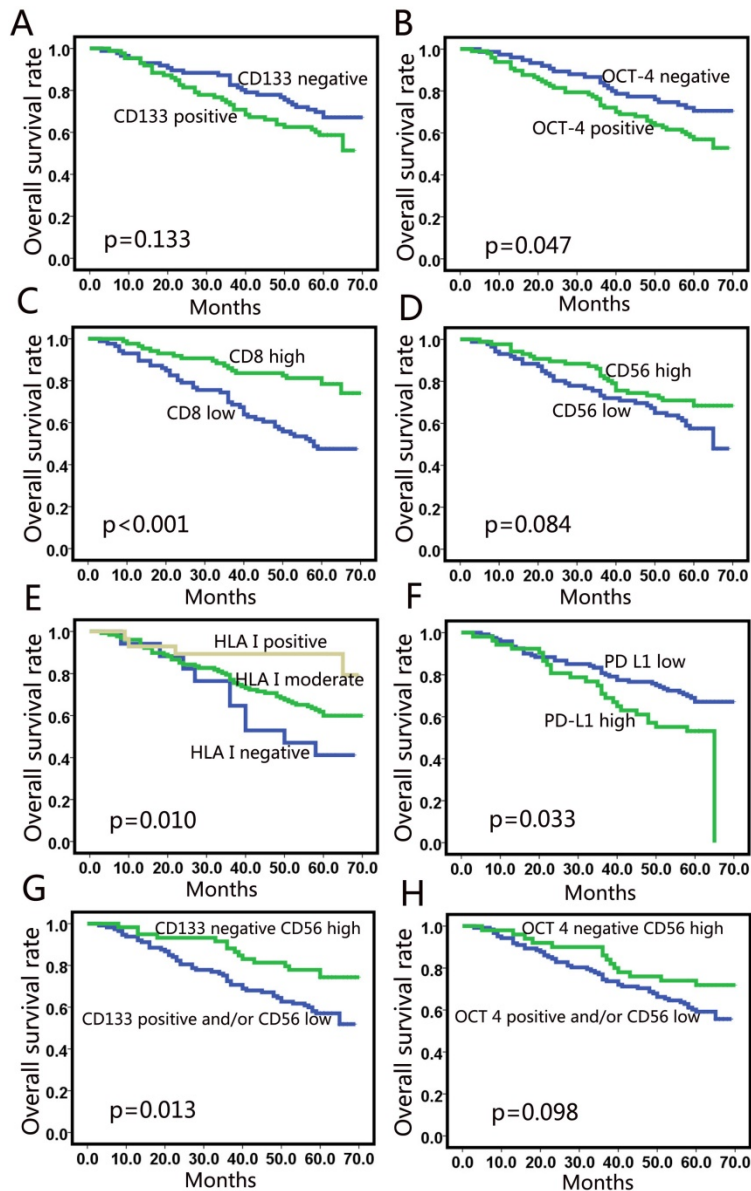 A
Overall survival rate
1.0
0.8
0.6
0.4
0.2
0.0
CD133 negative
CD133 positive
p=0.133
0.0 10.0 20.0 30.0 40.0 50.0 60.0 70.0
Months
B
Overall survival rate
1.0
0.8
0.6
0.4
0.2
0.0
OCT-4 negative
OCT-4 positive
p=0.047
0.0 10.0 20.0 30.0 40.0 50.0 60.0 70.0
Months
C
Overall survival rate
1.0
0.8
0.6
0.4
0.2
0.0
CD8 high
CD8 low
p<0.001
0.0 10.0 20.0 30.0 40.0 50.0 60.0 70.0
Months
D
Overall survival rate
1.0
0.8
0.6
0.4
0.2
0.0
CD56 high
CD56 low
p=0.084
0.0 10.0 20.0 30.0 40.0 50.0 60.0 70.0
Months
E
Overall survival rate
1.0
0.8
0.6
0.4
0.2
0.0
HLA I positive
HLA I moderate
HLA I negative
p=0.010
0.0 10.0 20.0 30.0 40.0 50.0 60.0 70.0
Months
F
Overall survival rate
1.0
0.8
0.6
0.4
0.2
0.0
PD L1 low
PD-L1 high
p=0.033
0.0 10.0 20.0 30.0 40.0 50.0 60.0 70.0
Months
G
Overall survival rate
1.0
0.8
0.6
0.4
0.2
0.0
CD133 negative CD56 high
CD133 positive and/or CD56 low
p=0.013
0.0 10.0 20.0 30.0 40.0 50.0 60.0 70.0
Months
H
Overall survival rate
1.0
0.8
0.6
0.4
0.2
0.0
OCT 4 negative CD56 high
OCT 4 positive and/or CD56 low
p=0.098
0.0 10.0 20.0 30.0 40.0 50.0 60.0 70.0
Months